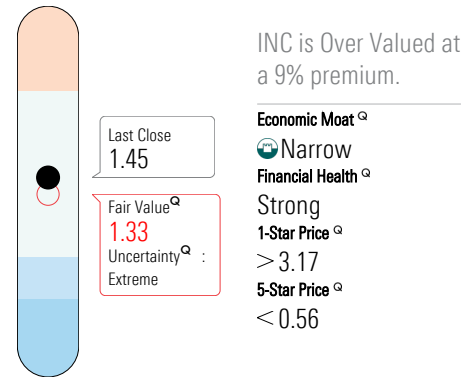 Last Close
1.45
Fair Value Q
1.33
Uncertainty Q :
Extreme
INC is Over Valued at
a 9% premium.
Economic Moat Q
Narrow
Financial Health Q
Strong
1-Star Price Q
>3.17
5-Star Price Q
<0.56